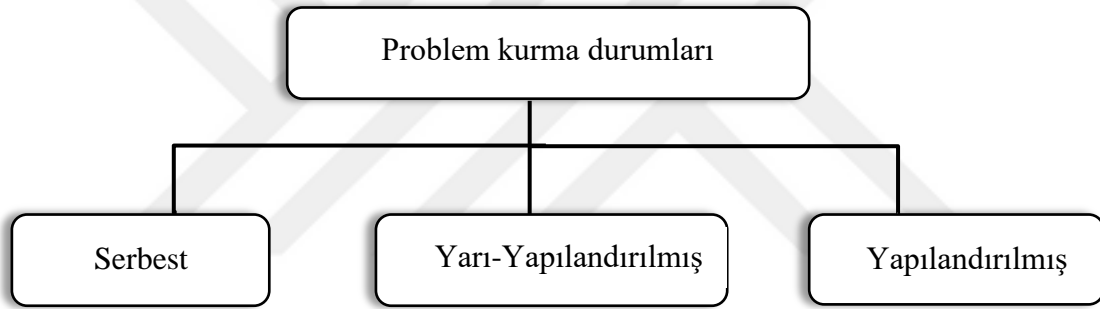 Problem kurma durumları
Serbest
Yarı-Yapılandırılmış
Yapılandırılmış